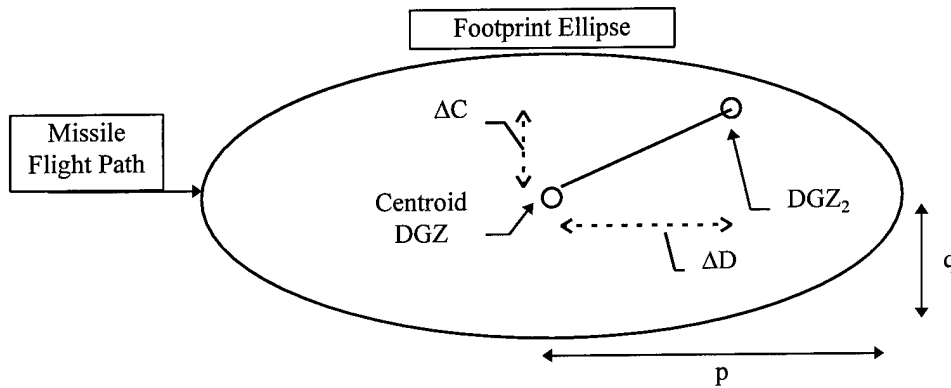 Footprint Ellipse
Missile
Flight Path
ΔC
Centroid
DGZ
DGZ₂
ΔD
q
p